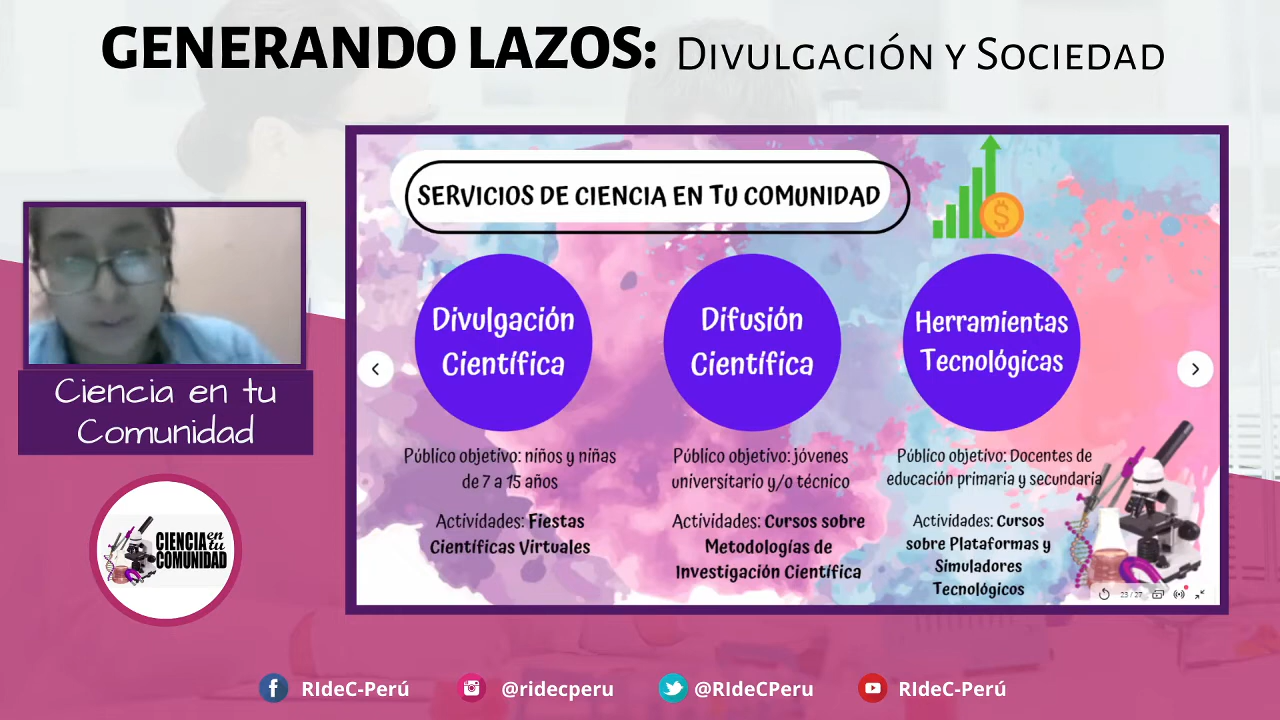 GENERANDO LAZOS: DIVULGACIÓN Y SOCIEDAD
SERVICIOS DE CIENCIA EN TU COMUNIDAD
$
Divulgación
Científica
Público objetivo: niños y niñas
de 7 a 15 años
Actividades: Fiestas
Científicas Virtuales
Difusión
Científica
Público objetivo: jóvenes
universitario y/o técnico
Actividades: Cursos sobre
Metodologías de
Investigación Científica
Herramientas
Tecnológicas
Público objetivo: Docentes de
educación primaria y secundaria
Actividades: Cursos
sobre Plataformas y
Simuladores
Tecnológicos
23 / 27
Ciencia en tu
Comunidad
CIENCIA en
tu
COMUNIDAD
RIdeC-Perú
@ridecperu
@RIdeCPeru
RIdeC-Perú